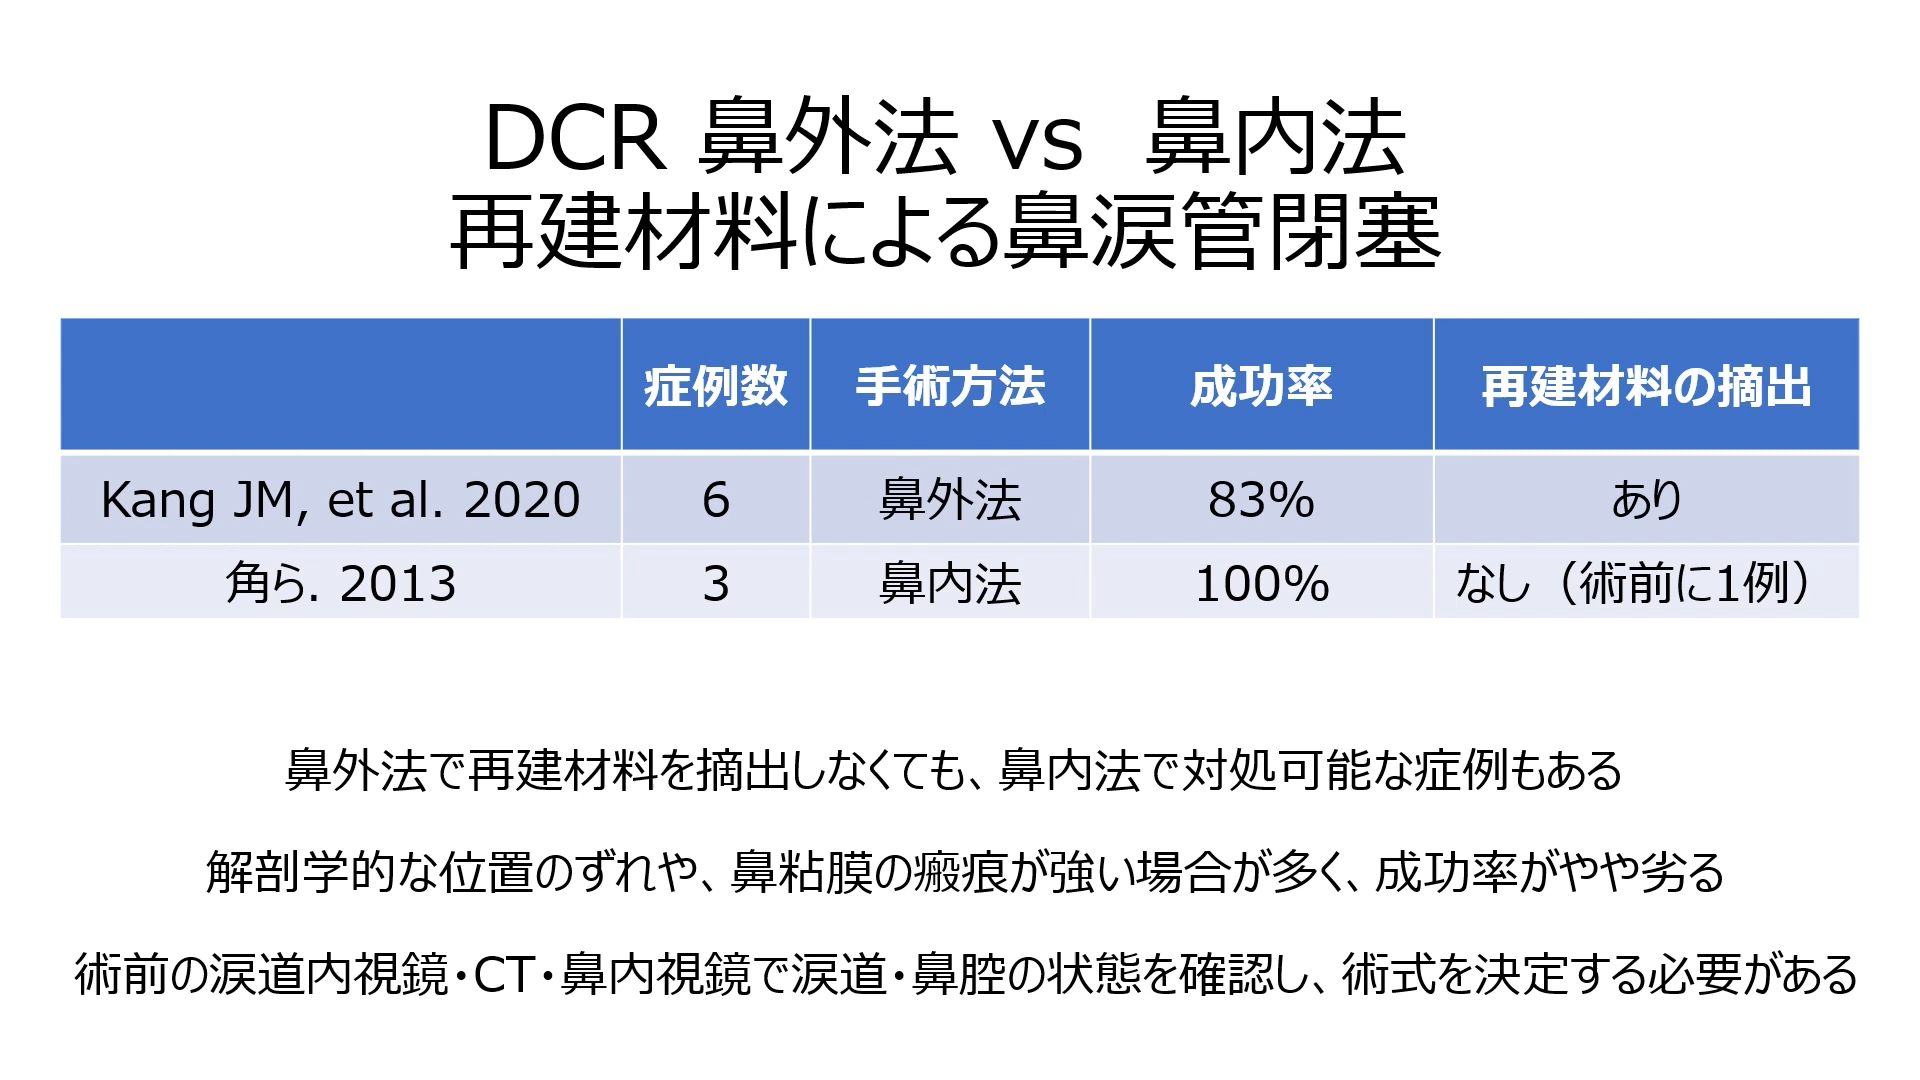 DCR 鼻外法 vs 鼻内法
再建材料による鼻涙管閉塞
症例数 手術方法 成功率 再建材料の摘出
Kang JM, et al. 2020 6 鼻外法 83% あり
角ら. 2013 3 鼻内法 100% なし（術前に1例）
鼻外法で再建材料を摘出しなくても、鼻内法で対処可能な症例もある
解剖学的な位置のずれや、鼻粘膜の瘢痕が強い場合が多く、成功率がやや劣る
術前の涙道内視鏡・CT・鼻内視鏡で涙道・鼻腔の状態を確認し、術式を決定する必要がある